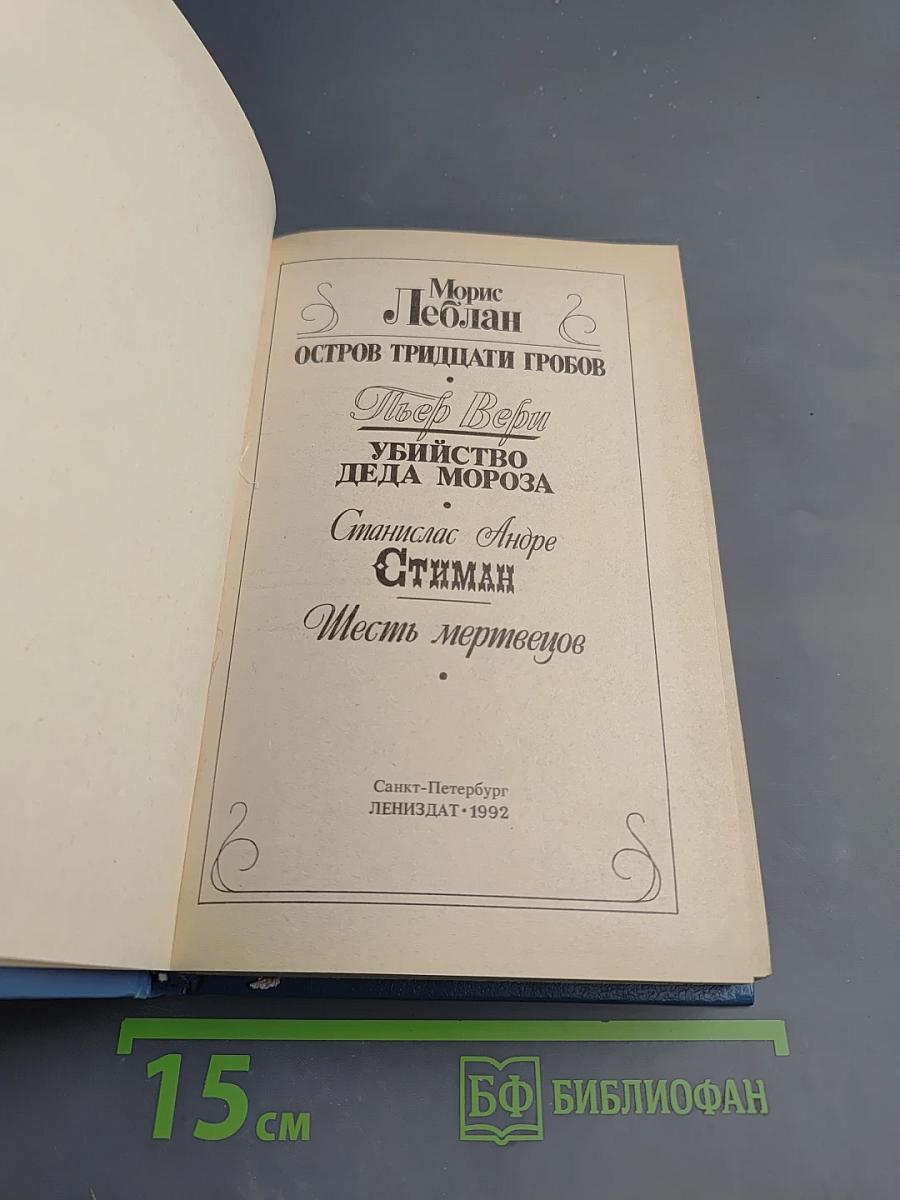 Морис
Леблан
ОСТРОВ ТРИДЦАТИ ГРОБОВ
•
Пьер Вери
УБИЙСТВО
ДЕДА МОРОЗА
•
Станислас Андре
Стиман
Шесть мертвецов
•
Санкт-Петербург
ЛЕНИЗДАТ • 1992
15 см
БФ БИБЛИОФАН